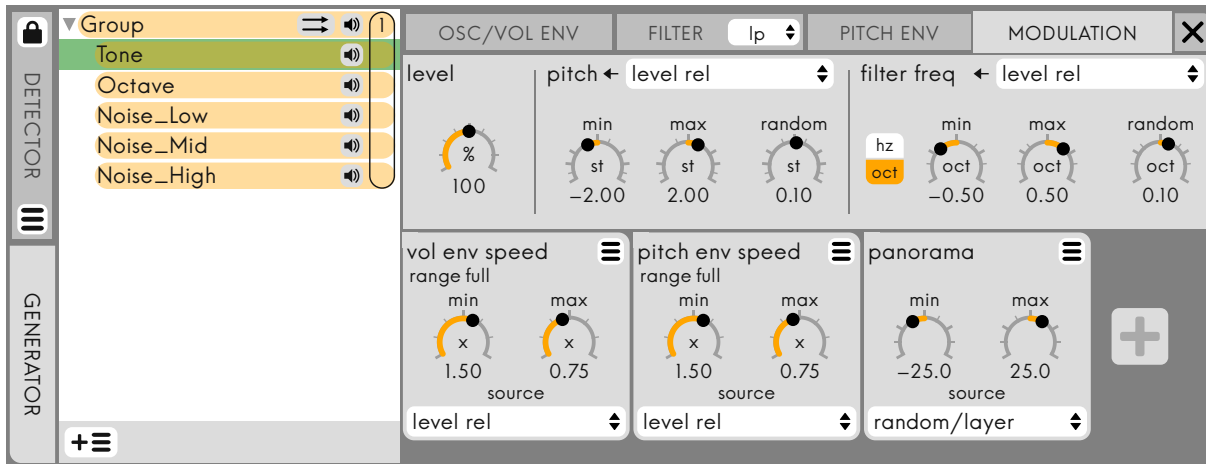 DETECTOR
GENERATOR
Group
1
Tone
Octave
Noise_Low
Noise_Mid
Noise_High
+
OSC/VOL ENV
FILTER
lp
PITCH ENV
MODULATION
level
%
100
pitch
level rel
min
max
random
st
st
st
−2.00
2.00
0.10
filter freq
level rel
hz
oct
min
max
random
oct
oct
oct
−0.50
0.50
0.10
vol env speed
range full
min
max
x
x
1.50
0.75
source
level rel
pitch env speed
range full
min
max
x
x
1.50
0.75
source
level rel
panorama
min
max
−25.0
25.0
source
random/layer